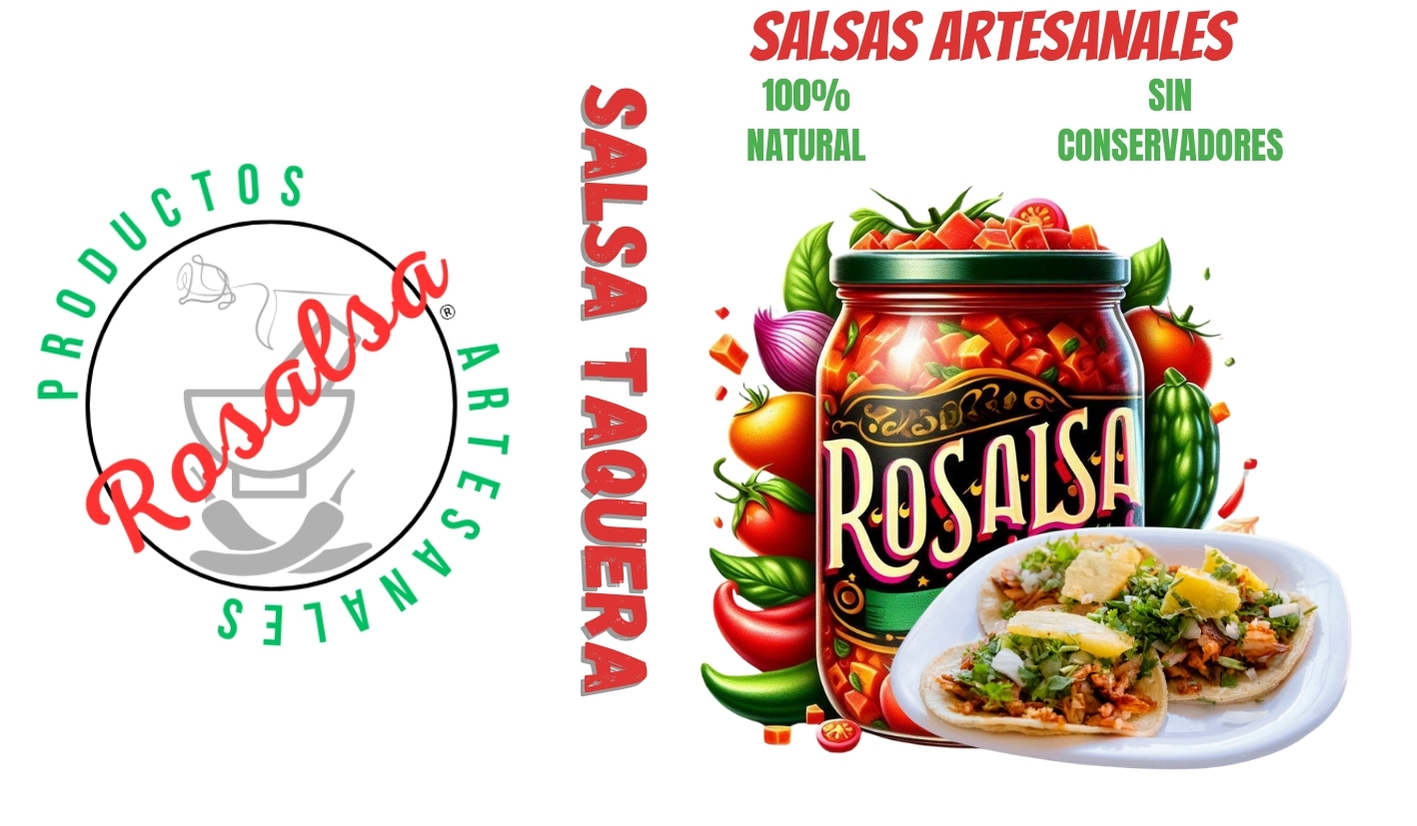 PRODUCTOS
ARTESANALES
Rosalsa
®
SALSA TAQUERA
SALSAS ARTESANALES
100%
NATURAL
SIN
CONSERVADORES
ROSALSA